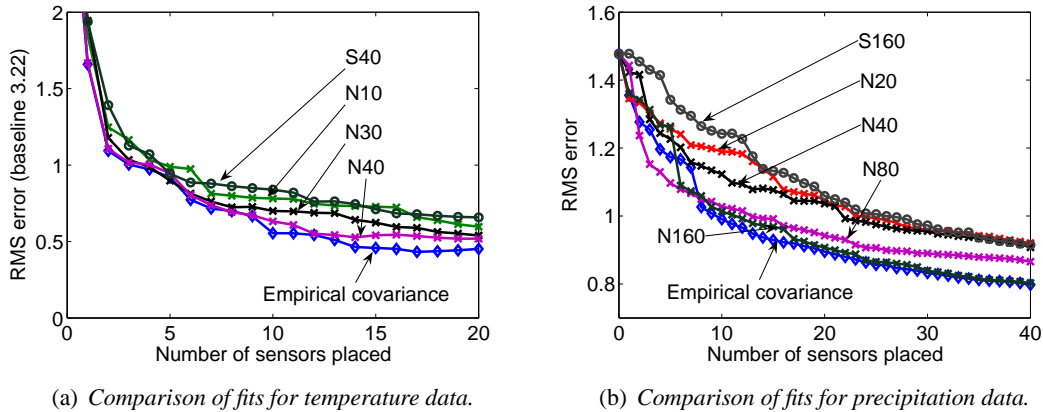 2
1.5
1
0.5
0
0
5
10
15
20
RMS error (baseline 3.22)
Number of sensors placed
S40
N10
N30
N40
Empirical covariance
1.6
1.4
1.2
1
0.8
0
10
20
30
40
RMS error
Number of sensors placed
S160
N20
N40
N80
N160
Empirical covariance
(a) Comparison of fits for temperature data.
(b) Comparison of fits for precipitation data.